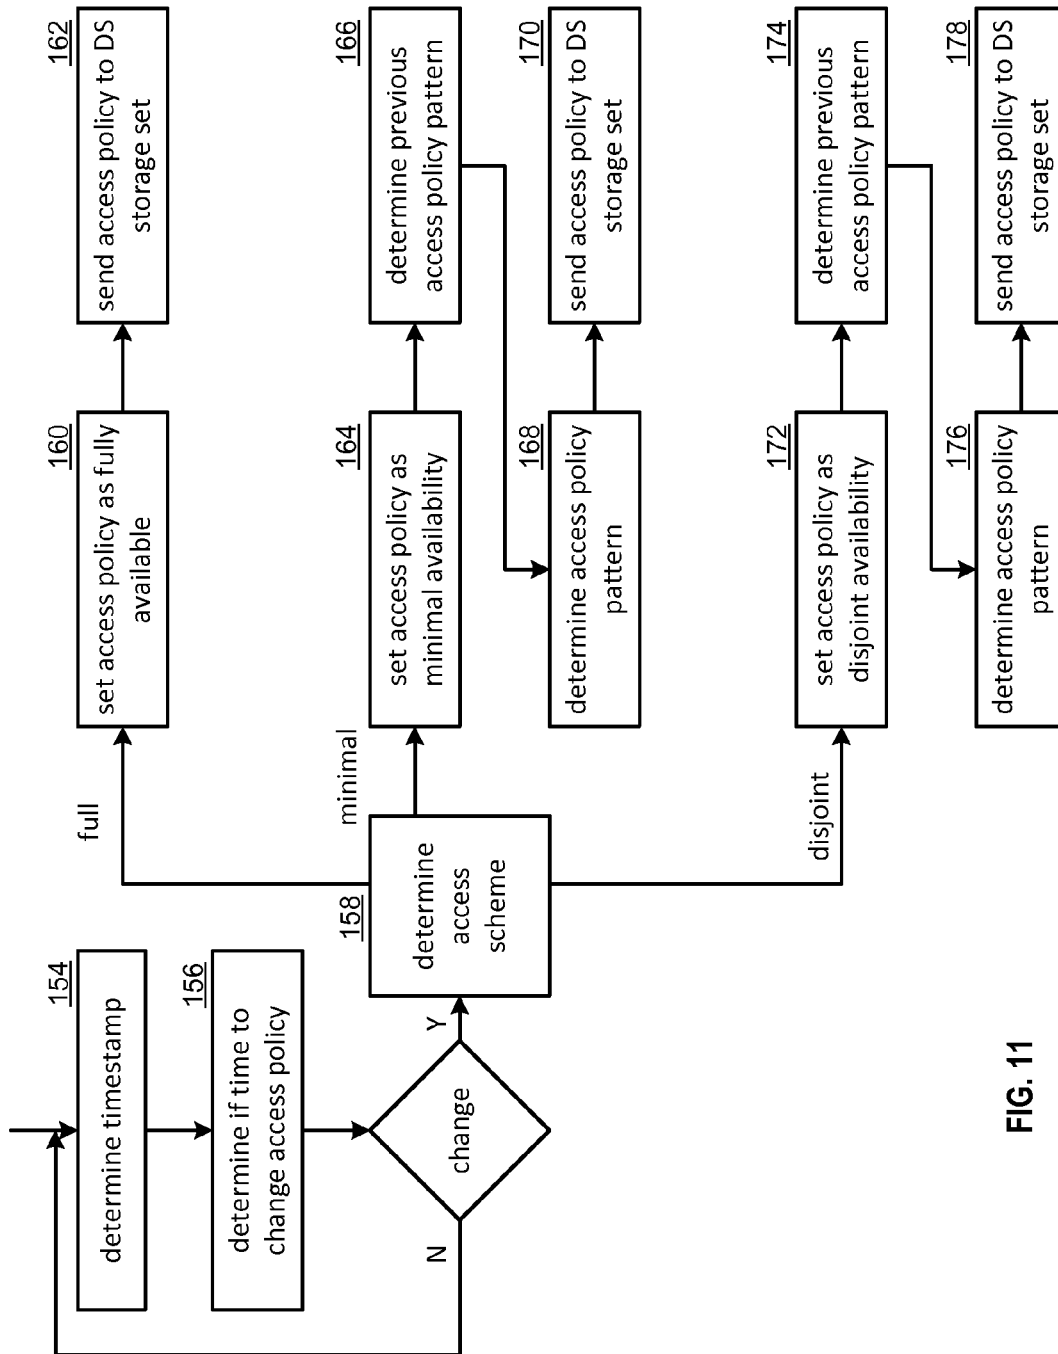 154
determine timestamp
156
determine if time to
change access policy
change
N
Y
158
determine
access
scheme
full
160
set access policy as fully
available
162
send access policy to DS
storage set
minimal
164
set access policy as
minimal availability
166
determine previous
access policy pattern
168
determine access policy
pattern
170
send access policy to DS
storage set
disjoint
172
set access policy as
disjoint availability
174
determine previous
access policy pattern
176
determine access policy
pattern
178
send access policy to DS
storage set
FIG. 11